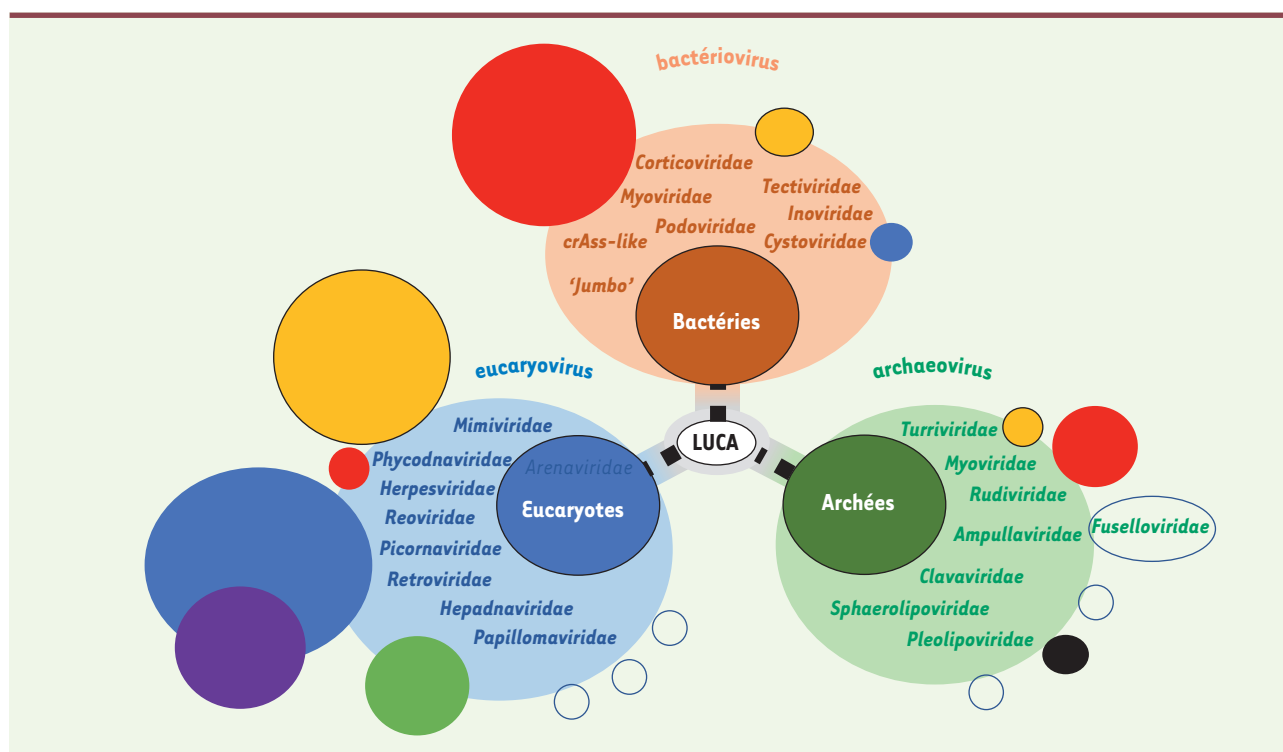 bactériovirus
Corticoviridae
Tectiviridae
Myoviridae
Inoviridae
Podoviridae
crAss-like
Cystoviridae
‘Jumbo’
Bactéries
eucaryovirus
Mimiviridae
Phycodnaviridae
Arenaviridae
Herpesviridae
Reoviridae
Eucaryotes
Picornaviridae
Retroviridae
Hepadnaviridae
Papillomaviridae
LUCA
archaeovirus
Turriviridae
Myoviridae
Rudiviridae
Archées
Ampullaviridae
Fuselloviridae
Clavaviridae
Sphaerolipoviridae
Pleolipoviridae